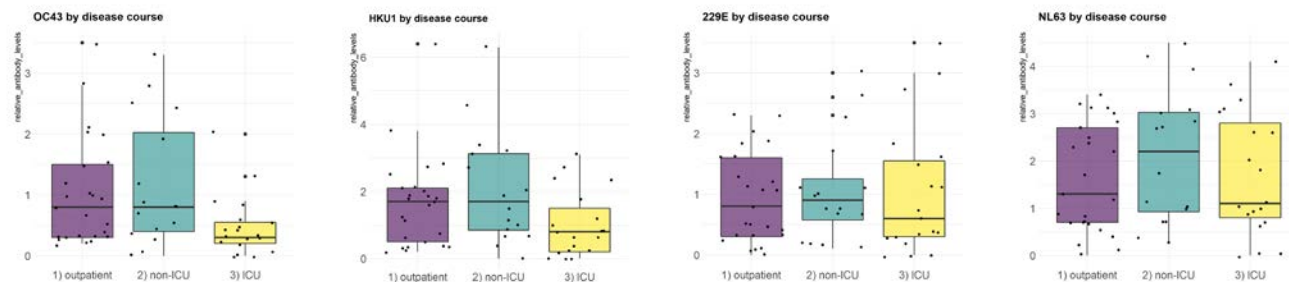 OC43 by disease course
relative_antibody_levels
3
2
1
0
1) outpatient 2) non-ICU 3) ICU
HKU1 by disease course
relative_antibody_levels
6
4
2
0
1) outpatient 2) non-ICU 3) ICU
229E by disease course
relative_antibody_levels
3
2
1
0
1) outpatient 2) non-ICU 3) ICU
NL63 by disease course
relative_antibody_levels
4
3
2
1
0
1) outpatient 2) non-ICU 3) ICU